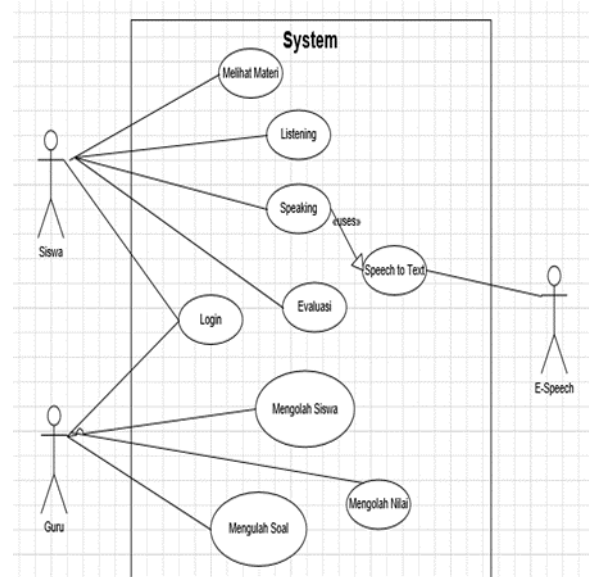 System
Melihat Materi
Listening
Speaking
«uses»
Speech to Text
Siswa
Evaluasi
Login
E-Speech
Mengolah Siswa
Mengolah Nilai
Guru
Mengulah Soal